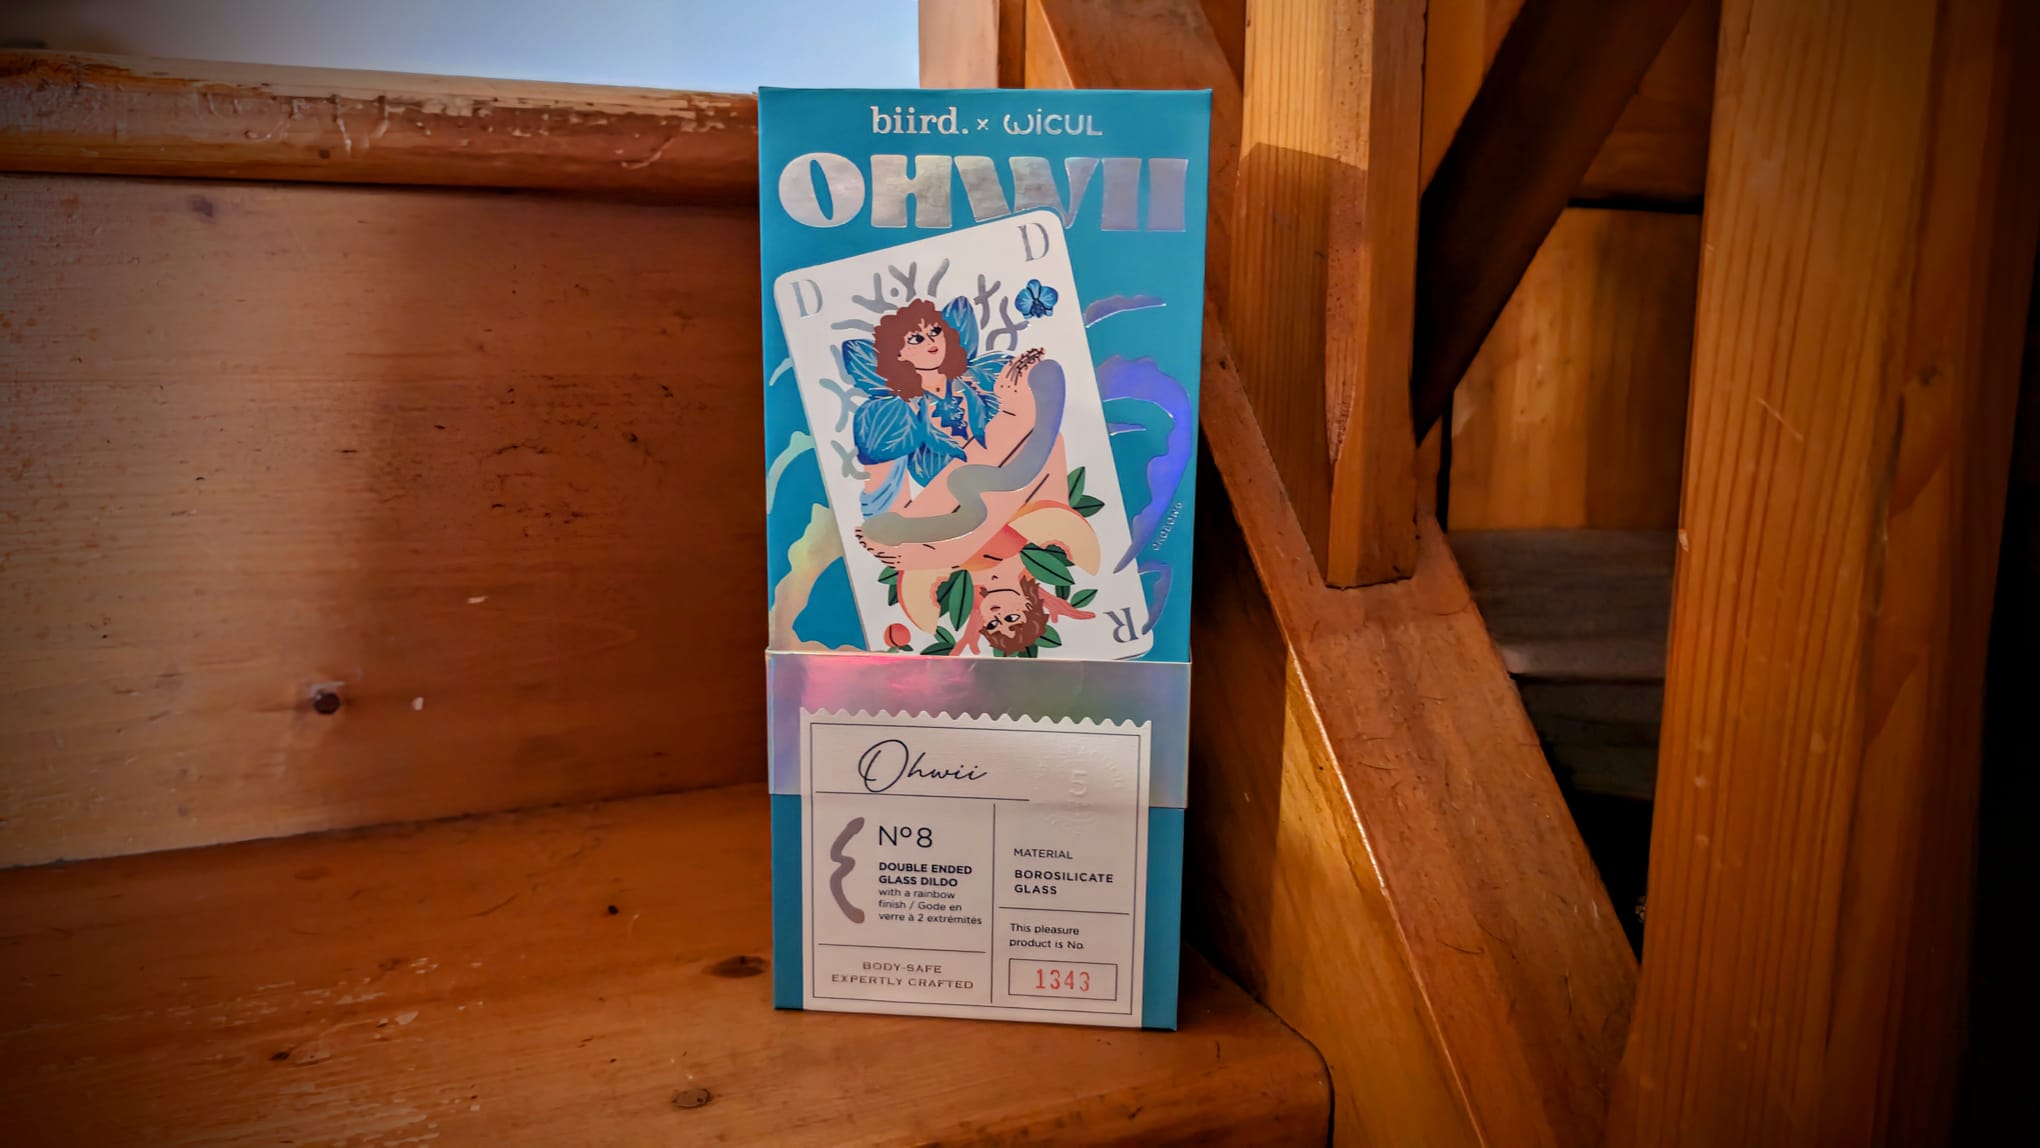 biird. × WiCUL
OHWII
D
D
R
Ohwii
5
Nº8
DOUBLE ENDED
GLASS DILDO
with a rainbow
finish / Gode en
verre à 2 extrémités
BODY-SAFE
EXPERTLY CRAFTED
MATERIAL
BOROSILICATE
GLASS
This pleasure
product is No.
1343